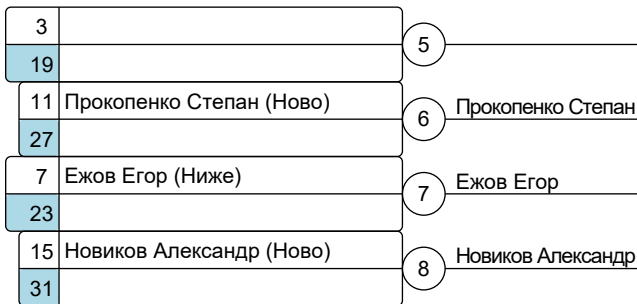 3
5
19
11 Прокопенко Степан (Ново)
6 Прокопенко Степан
27
7 Ежов Егор (Ниже)
7 Ежов Егор
23
15 Новиков Александр (Ново)
8 Новиков Александр
31